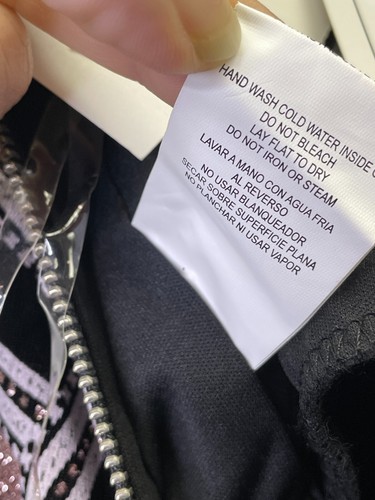 HAND WASH COLD WATER INSIDE
DO NOT BLEACH
LAY FLAT TO DRY
DO NOT IRON OR STEAM
LAVAR A MANO CON AGUA FRIA
AL REVERSO
NO USAR BLANQUEADOR
SECAR SOBRE SUPERFICIE PLANA
NO PLANCHAR NI USAR VAPOR